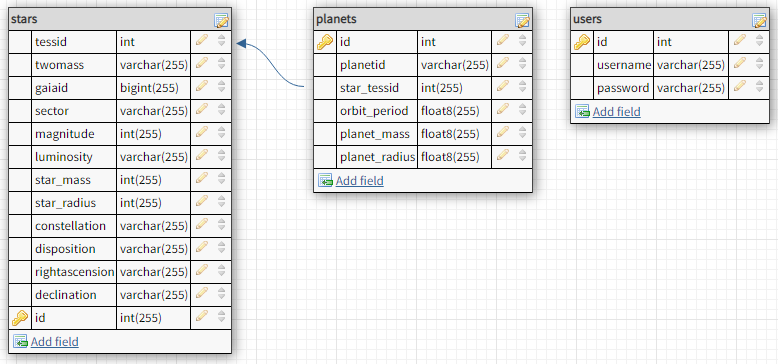 stars
tessid int
twomass varchar(255)
gaiaid bigint(255)
sector varchar(255)
magnitude int(255)
luminosity varchar(255)
star_mass int(255)
star_radius int(255)
constellation varchar(255)
disposition varchar(255)
rightascension varchar(255)
declination varchar(255)
id int(255)
Add field
planets
id int
planetid varchar(255)
star_tessid int(255)
orbit_period float8(255)
planet_mass float8(255)
planet_radius float8(255)
Add field
users
id int
username varchar(255)
password varchar(255)
Add field